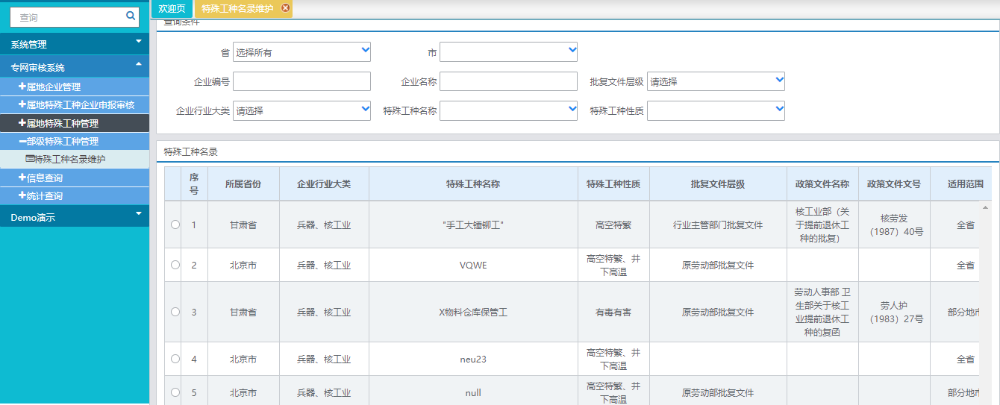 查询
系统管理
专网审核系统
属地企业管理
属地特殊工种企业申报审核
属地特殊工种管理
部级特殊工种管理
特殊工种名录维护
信息查询
统计查询
Demo演示
欢迎页 特殊工种名录维护
查询条件
省 选择所有 市
企业编号 企业名称 批复文件层级 请选择
企业行业大类 请选择 特殊工种名称 特殊工种性质
特殊工种名录
序号 所属省份 企业行业大类 特殊工种名称 特殊工种性质 批复文件层级 政策文件名称 政策文件文号 适用范围
1 甘肃省 兵器、核工业 "手工大锤铆工" 高空特繁 行业主管部门批复文件 核工业部（关于提前退休工种的批复） 核劳发（1987）40号 全省
2 北京市 兵器、核工业 VQWE 高空特繁、井下高温 原劳动部批复文件 全省
3 甘肃省 兵器、核工业 X物料仓库保管工 有毒有害 原劳动部批复文件 劳动人事部 卫生部关于核工业提前退休工种的复函 劳人护（1983）27号 部分地市
4 北京市 兵器、核工业 neu23 高空特繁、井下高温 全省
5 北京市 兵器、核工业 null 高空特繁、井下高温 原劳动部批复文件 部分地市